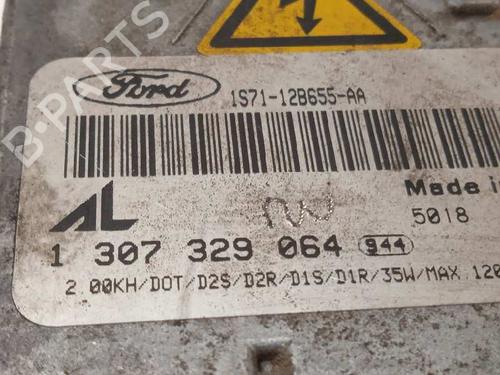 Ford
1S71-12B655-AA
Made i
AL
5018
1 307 329 064 944
2.00KH/DOT/D2S/D2R/D1S/D1R/35W/MAX 120
B-PARTS